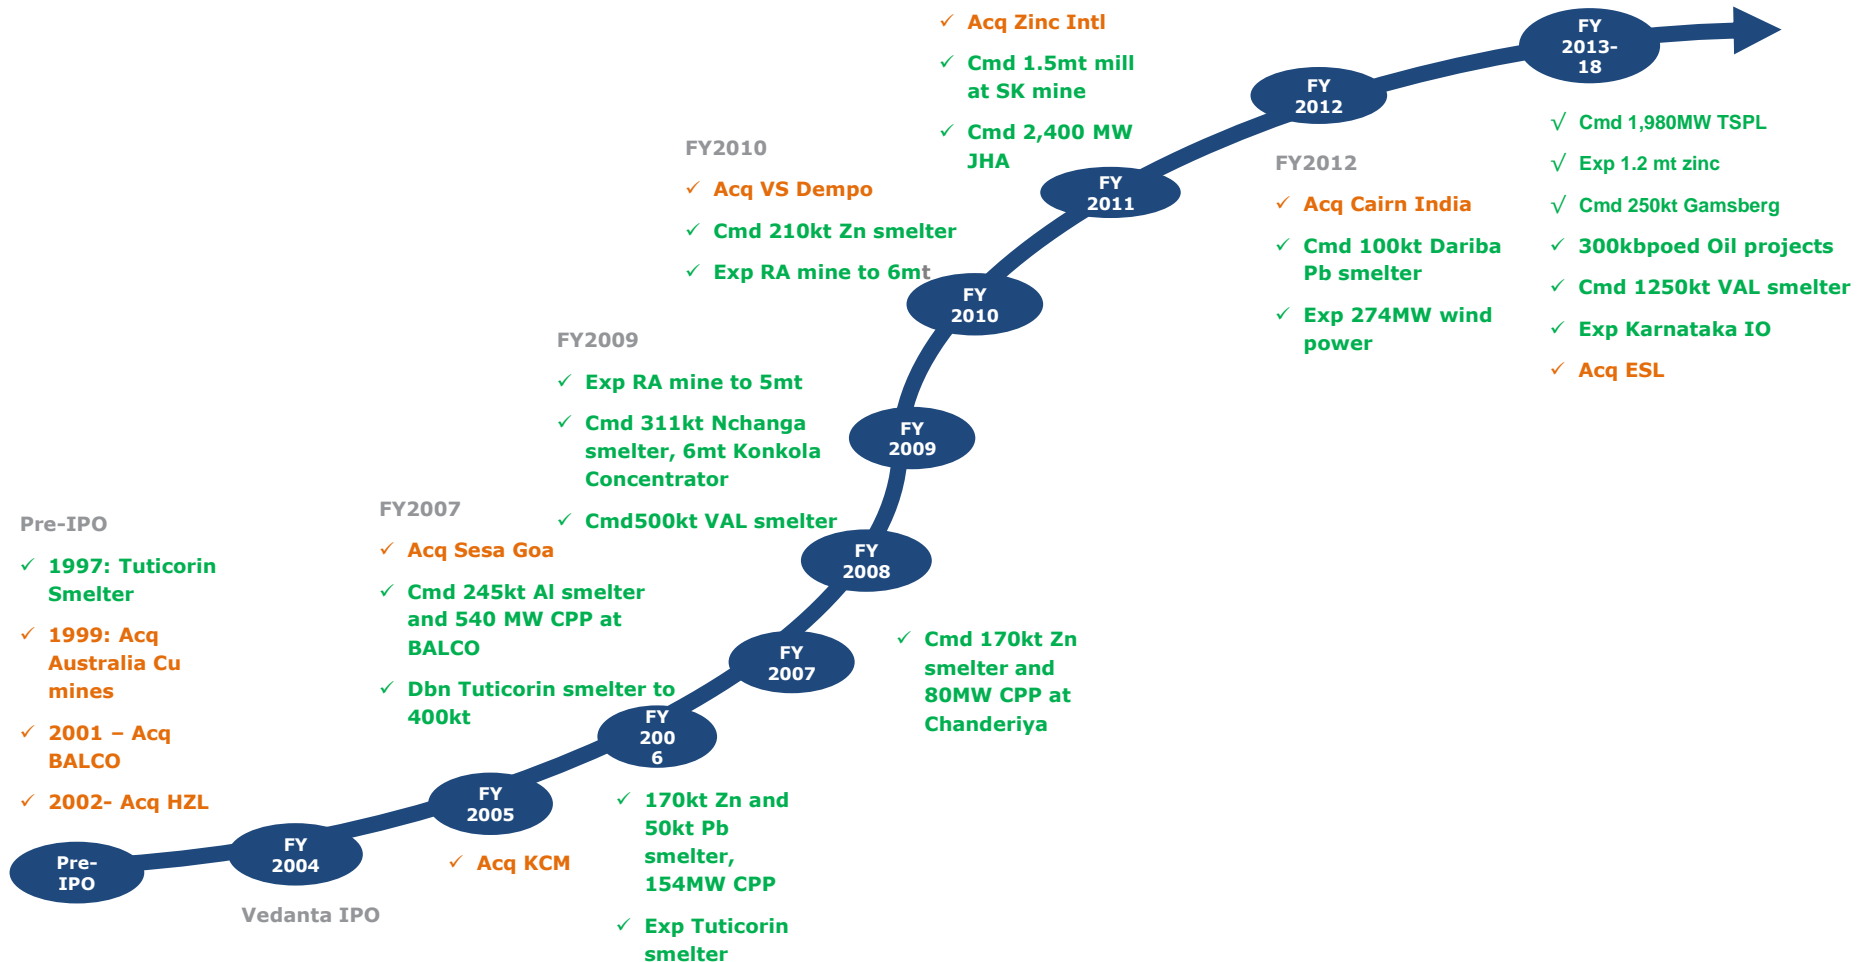 Pre-IPO
✓ 1997: Tuticorin
Smelter
✓ 1999: Acq
Australia Cu
mines
✓ 2001 – Acq
BALCO
✓ 2002- Acq HZL
Pre-
IPO
FY
2004
Vedanta IPO
FY
2005
✓ Acq KCM
FY
200
6
✓ 170kt Zn and
50kt Pb
smelter,
154MW CPP
✓ Exp Tuticorin
smelter
FY2007
✓ Acq Sesa Goa
✓ Cmd 245kt Al smelter
and 540 MW CPP at
BALCO
✓ Dbn Tuticorin smelter to
400kt
FY
2007
FY
2008
✓ Cmd 170kt Zn
smelter and
80MW CPP at
Chanderiya
FY2009
✓ Exp RA mine to 5mt
✓ Cmd 311kt Nchanga
smelter, 6mt Konkola
Concentrator
✓ Cmd500kt VAL smelter
FY
2009
FY2010
✓ Acq VS Dempo
✓ Cmd 210kt Zn smelter
✓ Exp RA mine to 6mt
FY
2010
✓ Acq Zinc Intl
✓ Cmd 1.5mt mill
at SK mine
✓ Cmd 2,400 MW
JHA
FY
2011
FY
2012
FY2012
✓ Acq Cairn India
✓ Cmd 100kt Dariba
Pb smelter
✓ Exp 274MW wind
power
FY
2013-
18
√ Cmd 1,980MW TSPL
√ Exp 1.2 mt zinc
√ Cmd 250kt Gamsberg
✓ 300kbpoed Oil projects
✓ Cmd 1250kt VAL smelter
✓ Exp Karnataka IO
✓ Acq ESL